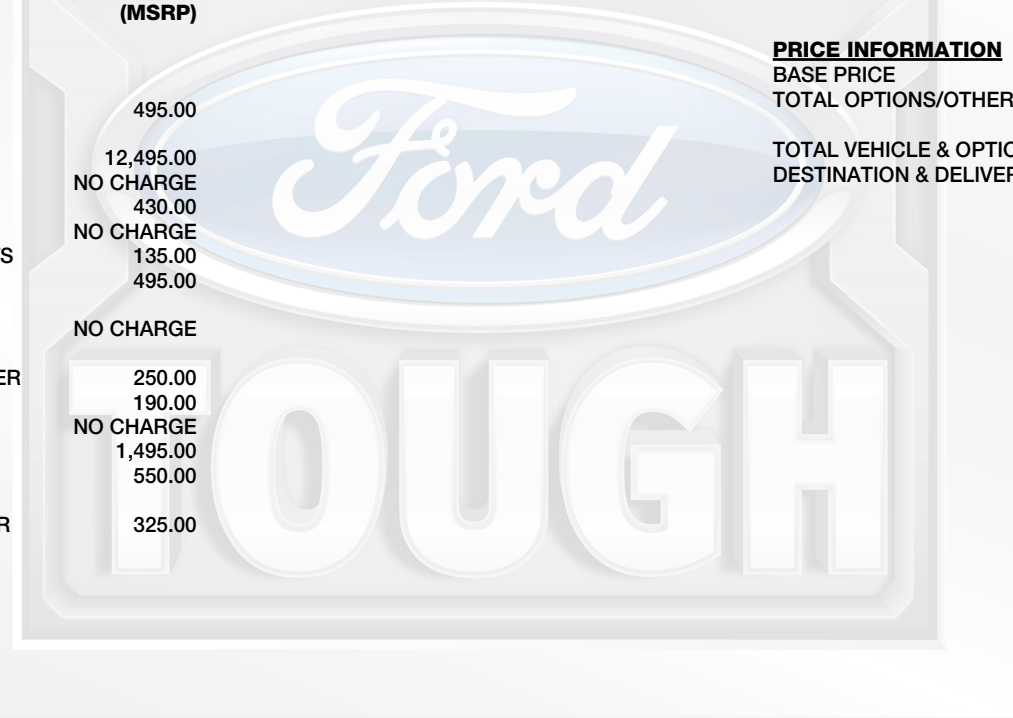 (MSRP)
495.00
12,495.00
NO CHARGE
430.00
NO CHARGE
TS 135.00
495.00
NO CHARGE
ER 250.00
190.00
NO CHARGE
1,495.00
550.00
R 325.00
PRICE INFORMATION
BASE PRICE
TOTAL OPTIONS/OTHER
TOTAL VEHICLE & OPTIO
DESTINATION & DELIVER
Ford
TOUGH